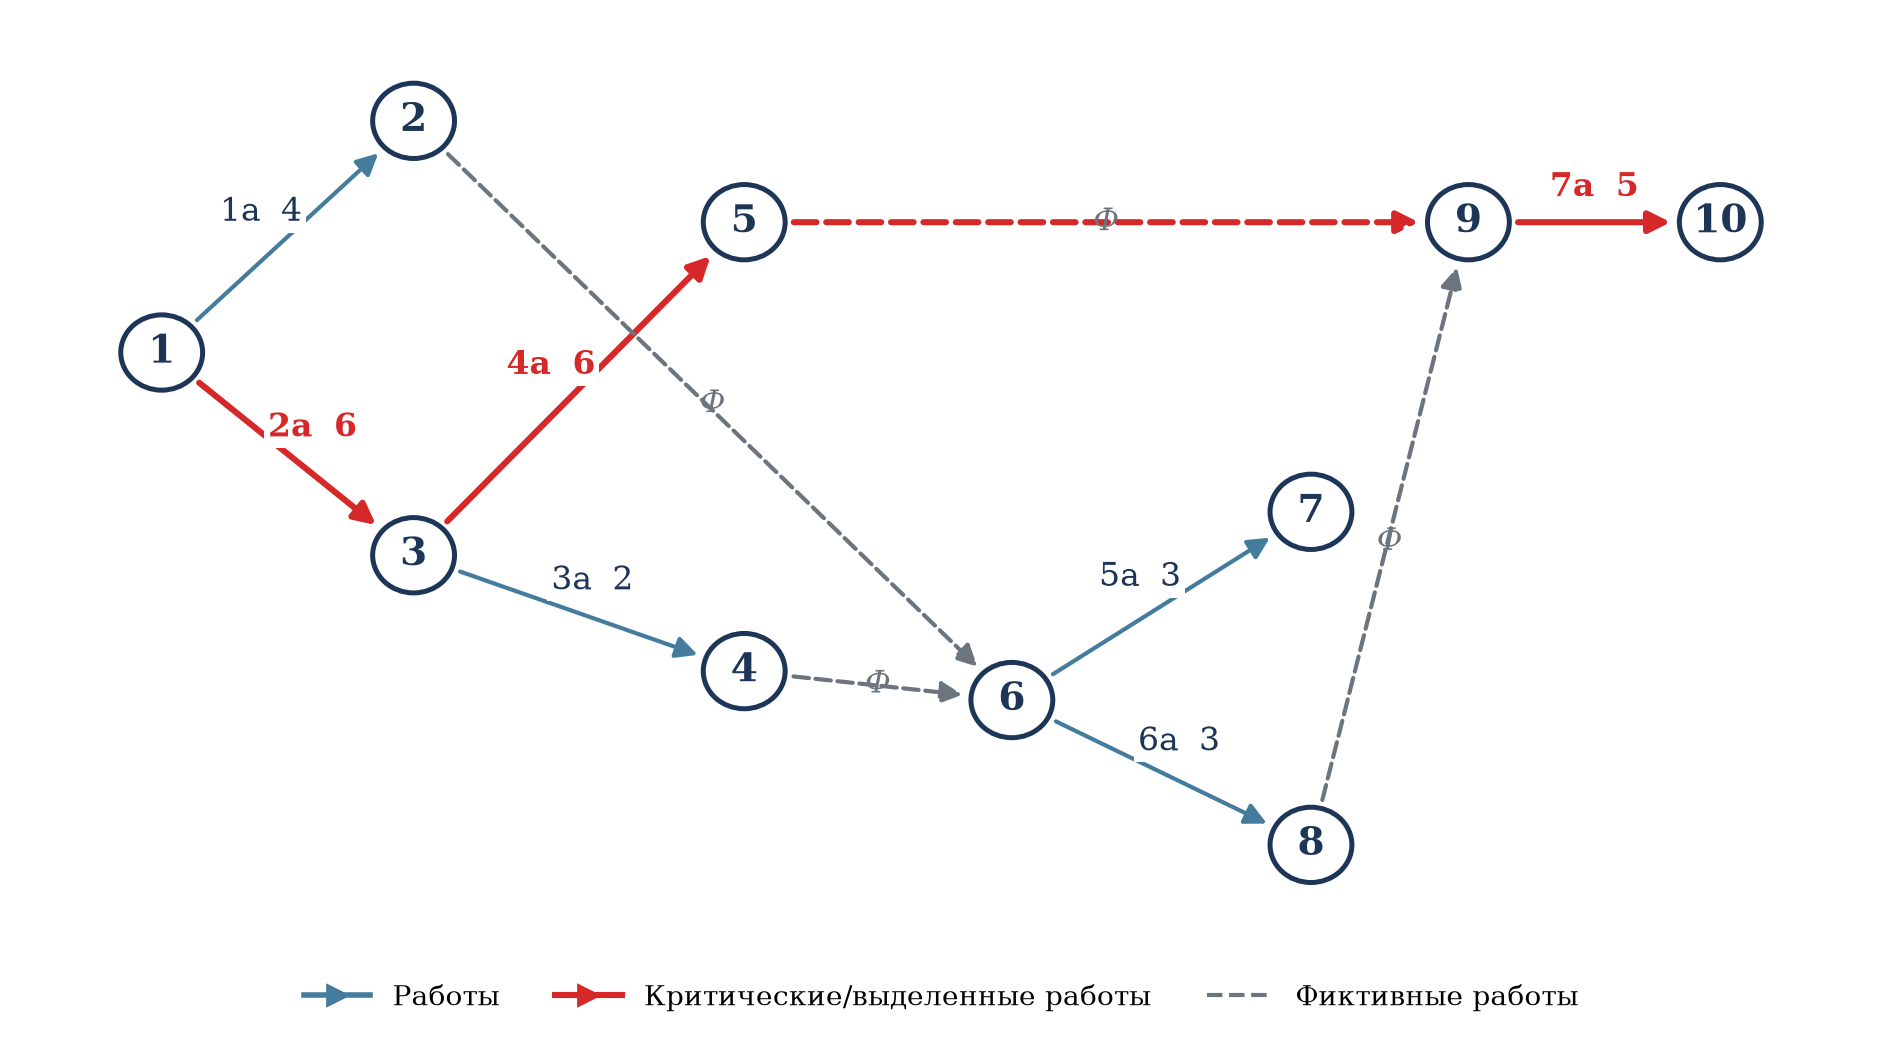 2
1a 4
5
Ф
9
7a 5
10
1
4a 6
2a 6
Ф
3
3a 2
7
Ф
5a 3
4
Ф
6
6a 3
8
Работы
Критические/выделенные работы
Фиктивные работы